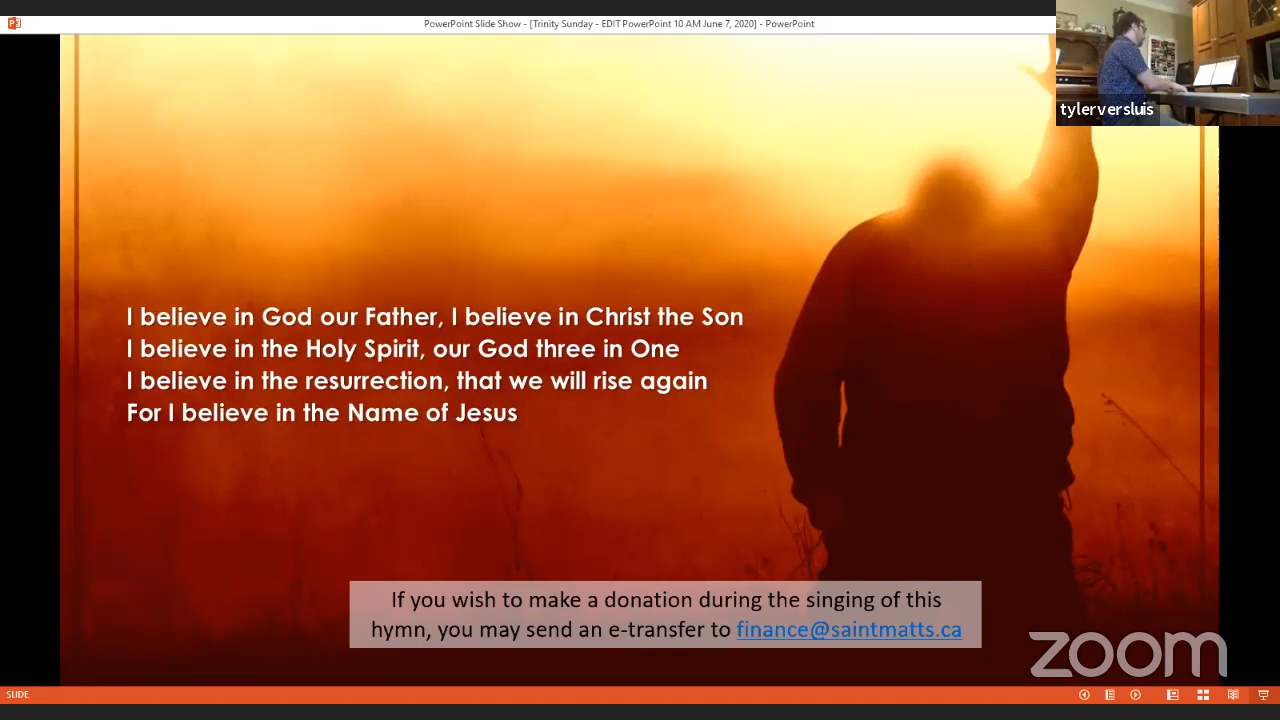 PowerPoint Slide Show - [Trinity Sunday - EDIT PowerPoint 10 AM June 7, 2020] - PowerPoint
tylerversluis
I believe in God our Father, I believe in Christ the Son
I believe in the Holy Spirit, our God three in One
I believe in the resurrection, that we will rise again
For I believe in the Name of Jesus
If you wish to make a donation during the singing of this
hymn, you may send an e-transfer to finance@saintmatts.ca
zoom
SLIDE